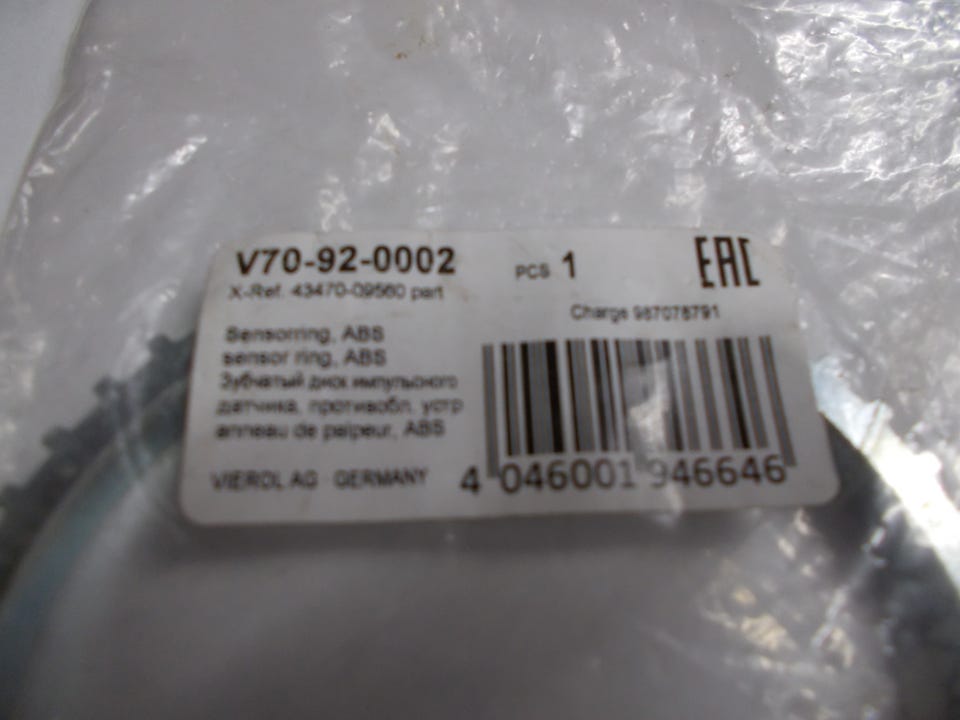 V70-92-0002
PCS 1
EAC
X-Ref. 43470-09560 part
Charge 987078791
Sensorring, ABS
sensor ring, ABS
Зубчатый диск импульсного
датчика, противобл. устр
anneau de palpeur, ABS
VIEROL AG · GERMANY
4 046001 946646